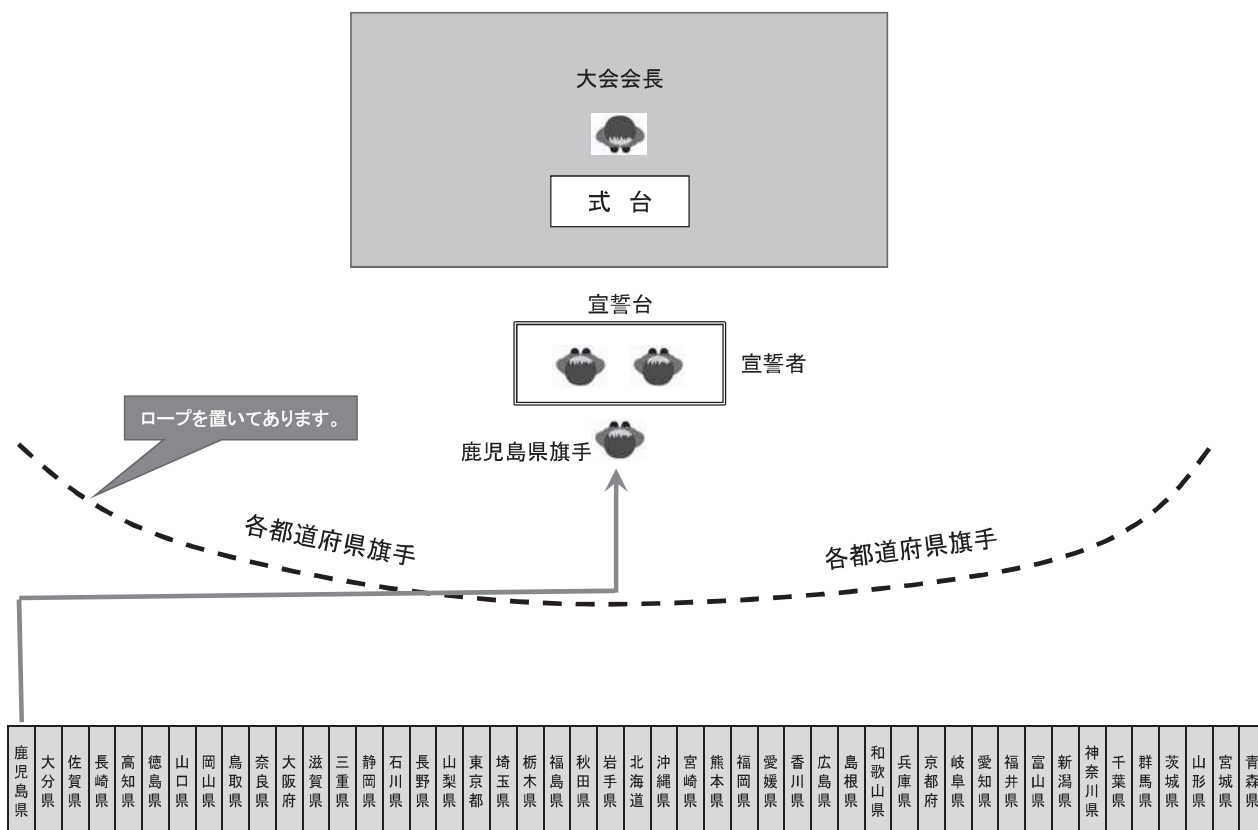 大会会長
式 台
宣誓台
宣誓者
ロープを置いてあります。
鹿児島県旗手
各都道府県旗手
各都道府県旗手
鹿児島県
大分県
佐賀県
長崎県
高知県
徳島県
山口県
岡山県
鳥取県
奈良県
大阪府
滋賀県
三重県
静岡県
石川県
長野県
山梨県
東京都
埼玉県
栃木県
福島県
秋田県
岩手県
北海道
沖縄県
宮崎県
熊本県
福岡県
愛媛県
香川県
広島県
島根県
和歌山県
兵庫県
京都府
岐阜県
愛知県
福井県
富山県
新潟県
神奈川県
千葉県
群馬県
茨城県
山形県
宮城県
青森県